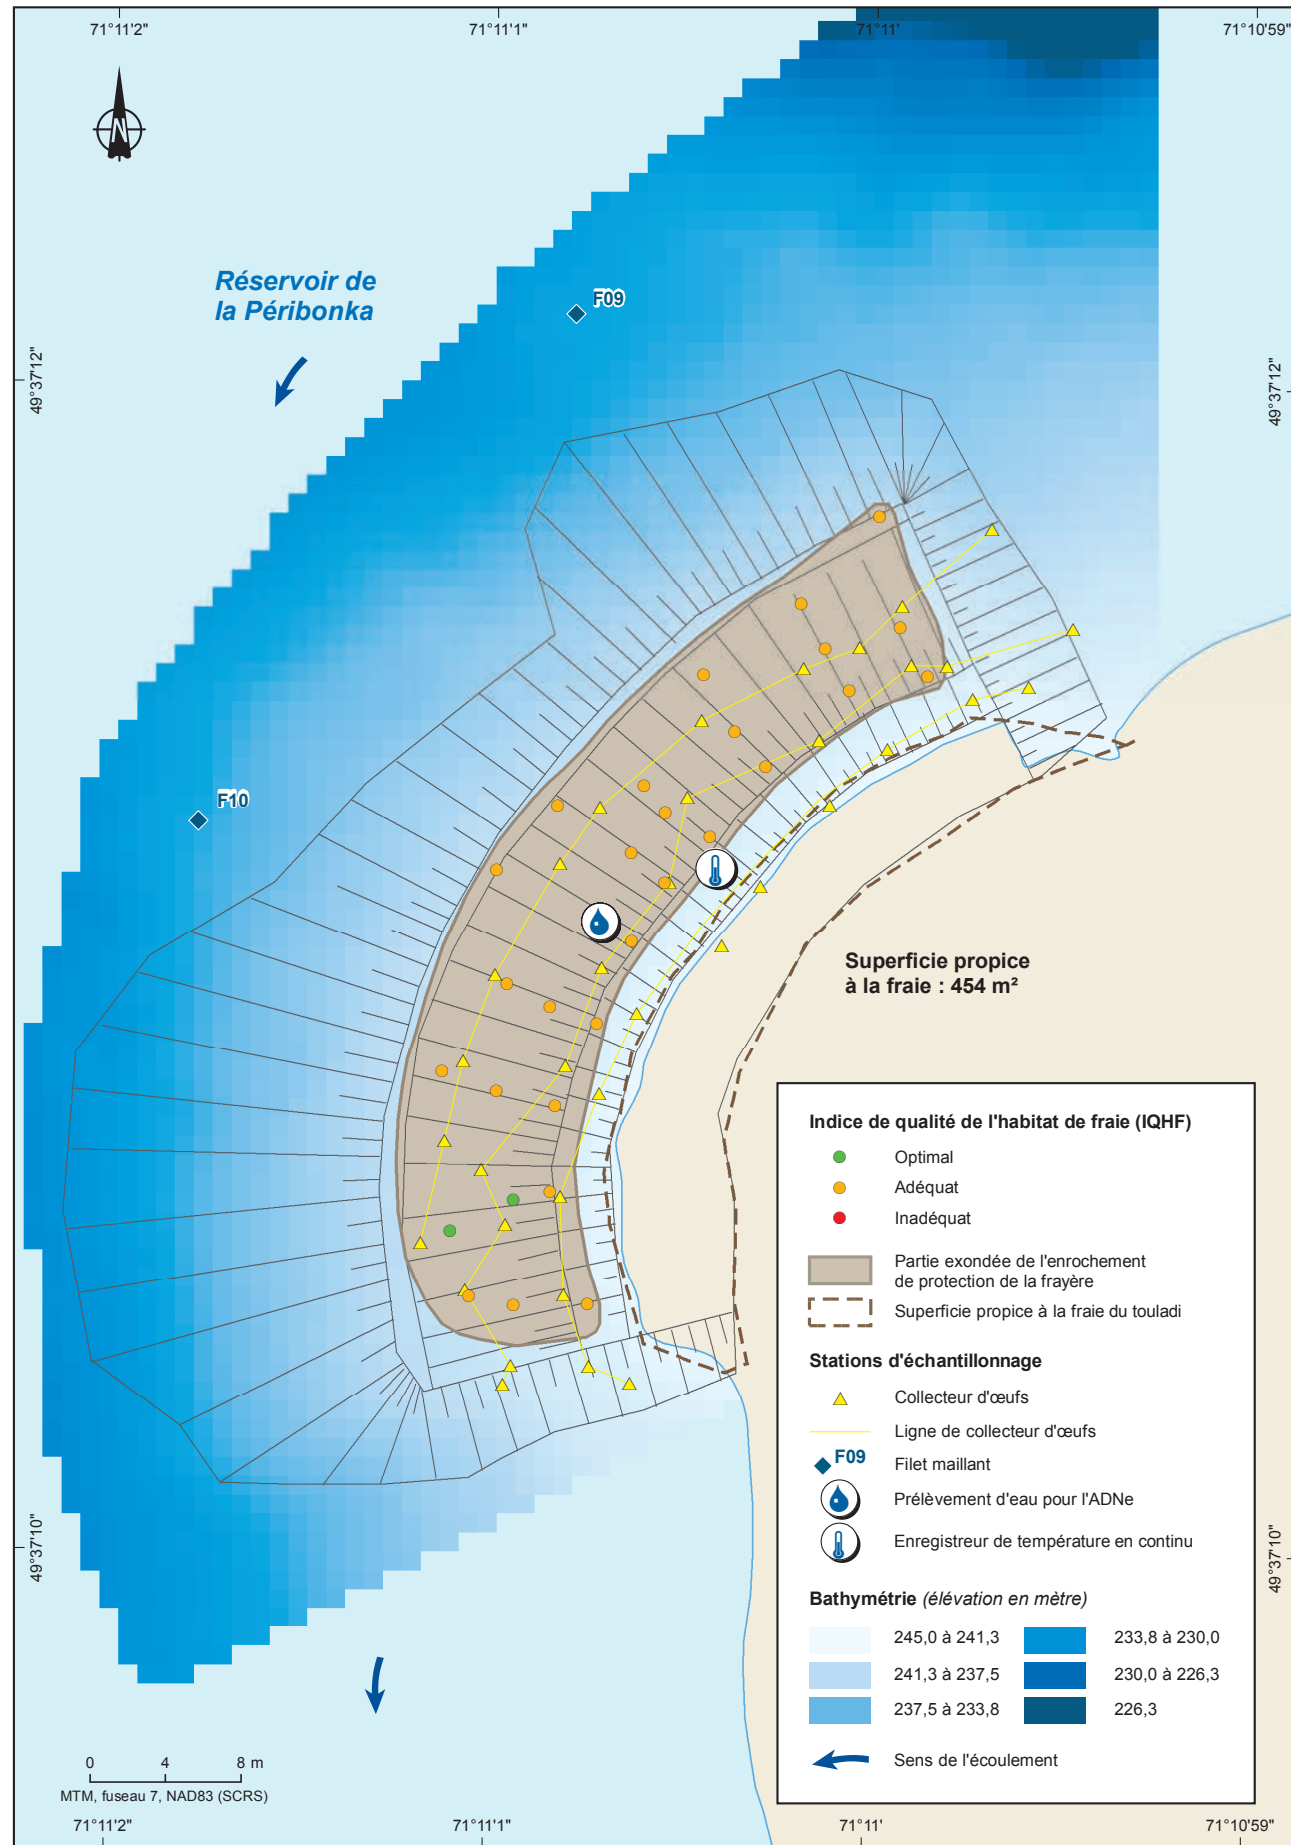 71°11'2"
71°11'1"
71°11'
71°10'59"
N
Réservoir de
la Péribonka
F09
49°37'12"
49°37'12"
F10
Superficie propice
à la fraie : 454 m²
Indice de qualité de l'habitat de fraie (IQHF)
Optimal
Adéquat
Inadéquat
Partie exondée de l'enrochement
de protection de la frayère
Superficie propice à la fraie du touladi
Stations d'échantillonnage
Collecteur d'œufs
Ligne de collecteur d'œufs
F09 Filet maillant
Prélèvement d'eau pour l'ADNe
Enregistreur de température en continu
Bathymétrie (élévation en mètre)
245,0 à 241,3 233,8 à 230,0
241,3 à 237,5 230,0 à 226,3
237,5 à 233,8 226,3
Sens de l'écoulement
49°37'10"
49°37'10"
0 4 8 m
MTM, fuseau 7, NAD83 (SCRS)
71°11'2"
71°11'1"
71°11'
71°10'59"